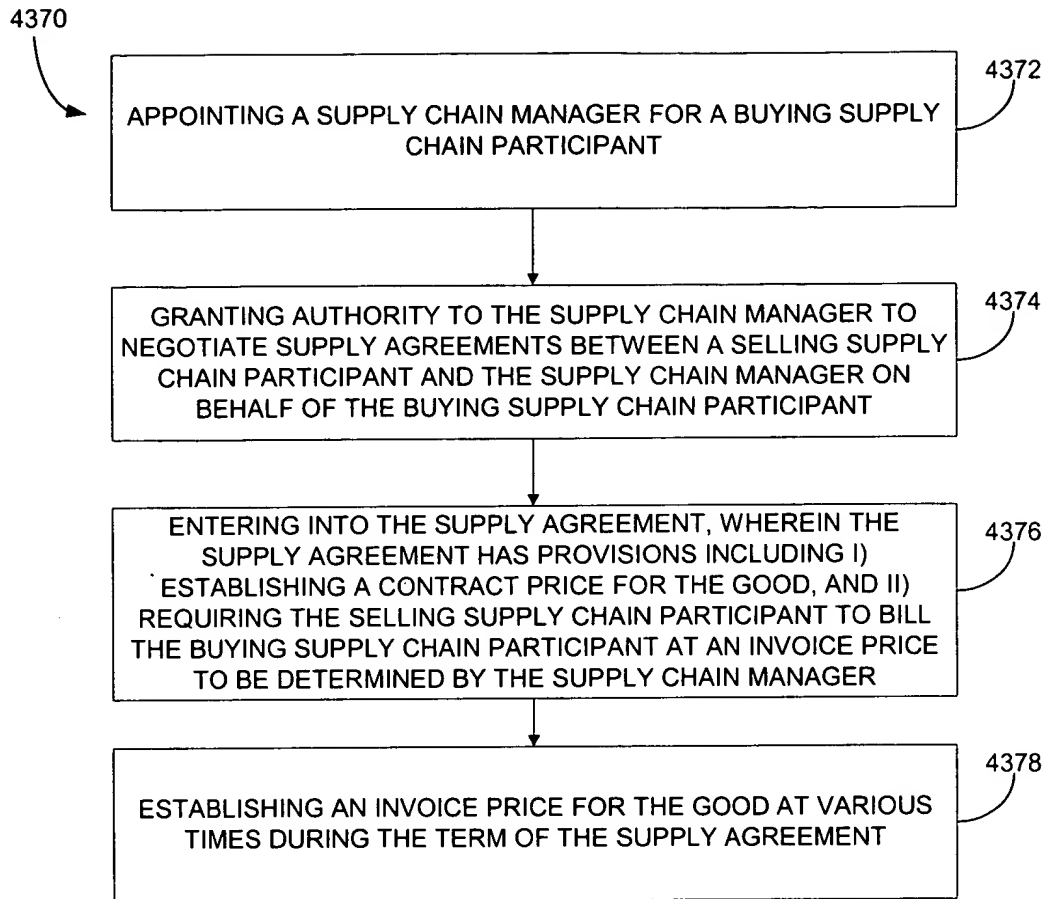 4370
4372
APPOINTING A SUPPLY CHAIN MANAGER FOR A BUYING SUPPLY
CHAIN PARTICIPANT
4374
GRANTING AUTHORITY TO THE SUPPLY CHAIN MANAGER TO
NEGOTIATE SUPPLY AGREEMENTS BETWEEN A SELLING SUPPLY
CHAIN PARTICIPANT AND THE SUPPLY CHAIN MANAGER ON
BEHALF OF THE BUYING SUPPLY CHAIN PARTICIPANT
4376
ENTERING INTO THE SUPPLY AGREEMENT, WHEREIN THE
SUPPLY AGREEMENT HAS PROVISIONS INCLUDING I)
ESTABLISHING A CONTRACT PRICE FOR THE GOOD, AND II)
REQUIRING THE SELLING SUPPLY CHAIN PARTICIPANT TO BILL
THE BUYING SUPPLY CHAIN PARTICIPANT AT AN INVOICE PRICE
TO BE DETERMINED BY THE SUPPLY CHAIN MANAGER
4378
ESTABLISHING AN INVOICE PRICE FOR THE GOOD AT VARIOUS
TIMES DURING THE TERM OF THE SUPPLY AGREEMENT